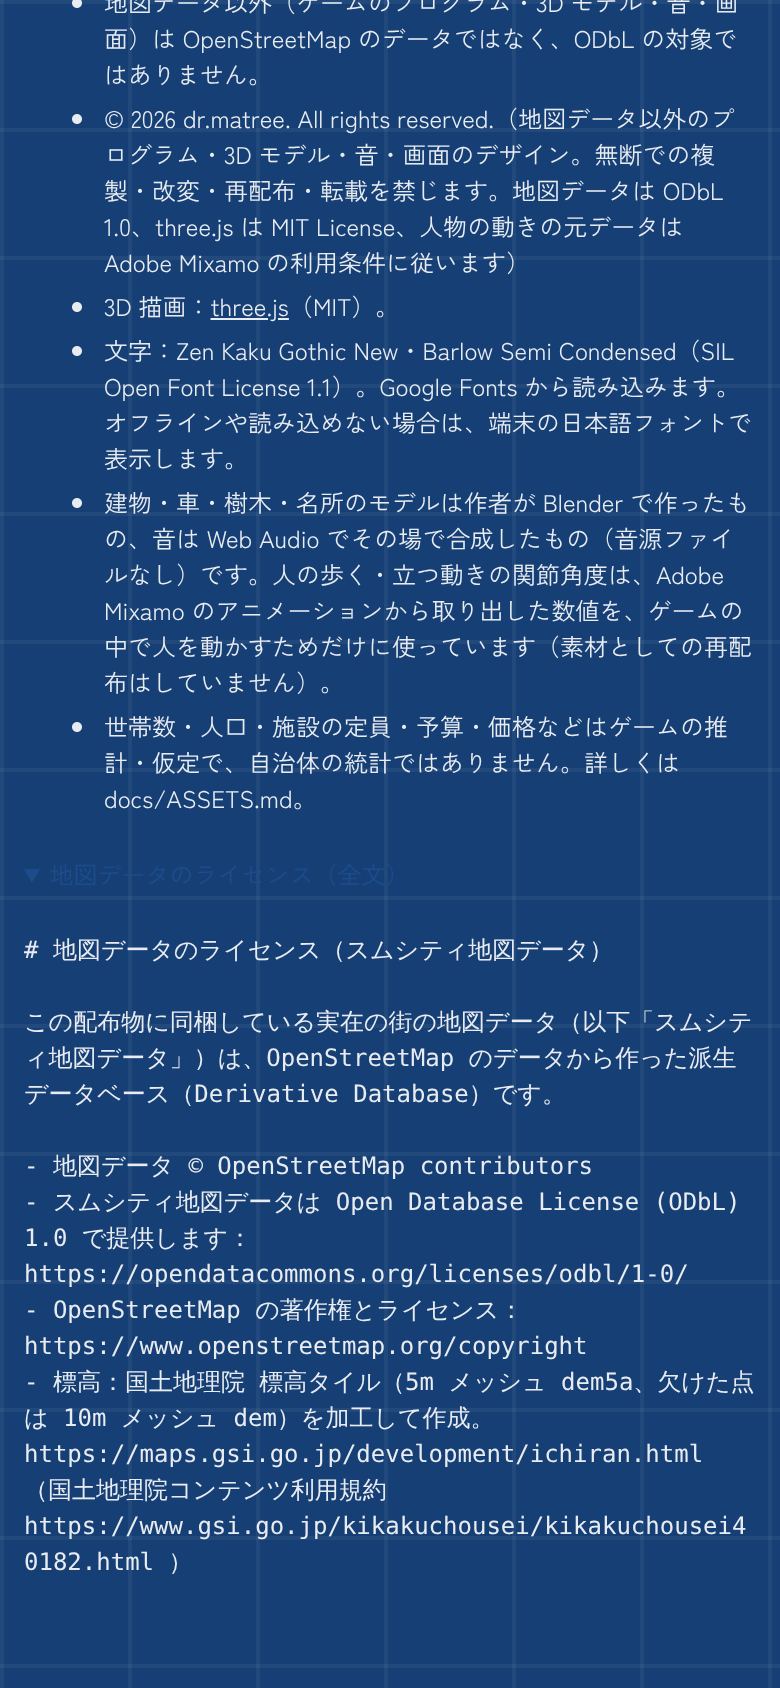 地図データ以外（ゲームのプログラム・3D モデル・音・画
面）は OpenStreetMap のデータではなく、ODbL の対象で
はありません。
© 2026 dr.matree. All rights reserved.（地図データ以外のプ
ログラム・3D モデル・音・画面のデザイン。無断での複
製・改変・再配布・転載を禁じます。地図データは ODbL
1.0、three.js は MIT License、人物の動きの元データは
Adobe Mixamo の利用条件に従います）
3D 描画：three.js（MIT）。
文字：Zen Kaku Gothic New・Barlow Semi Condensed（SIL
Open Font License 1.1）。Google Fonts から読み込みます。
オフラインや読み込めない場合は、端末の日本語フォントで
表示します。
建物・車・樹木・名所のモデルは作者が Blender で作ったも
の、音は Web Audio でその場で合成したもの（音源ファイ
ルなし）です。人の歩く・立つ動きの関節角度は、Adobe
Mixamo のアニメーションから取り出した数値を、ゲームの
中で人を動かすためだけに使っています（素材としての再配
布はしていません）。
世帯数・人口・施設の定員・予算・価格などはゲームの推
計・仮定で、自治体の統計ではありません。詳しくは
docs/ASSETS.md。
▼ 地図データのライセンス（全文）
# 地図データのライセンス（スムシティ地図データ）
この配布物に同梱している実在の街の地図データ（以下「スムシテ
ィ地図データ」）は、OpenStreetMap のデータから作った派生
データベース（Derivative Database）です。
- 地図データ © OpenStreetMap contributors
- スムシティ地図データは Open Database License (ODbL)
1.0 で提供します：
https://opendatacommons.org/licenses/odbl/1-0/
- OpenStreetMap の著作権とライセンス：
https://www.openstreetmap.org/copyright
- 標高：国土地理院 標高タイル（5m メッシュ dem5a、欠けた点
は 10m メッシュ dem）を加工して作成。
https://maps.gsi.go.jp/development/ichiran.html
（国土地理院コンテンツ利用規約
https://www.gsi.go.jp/kikakuchousei/kikakuchousei4
0182.html ）